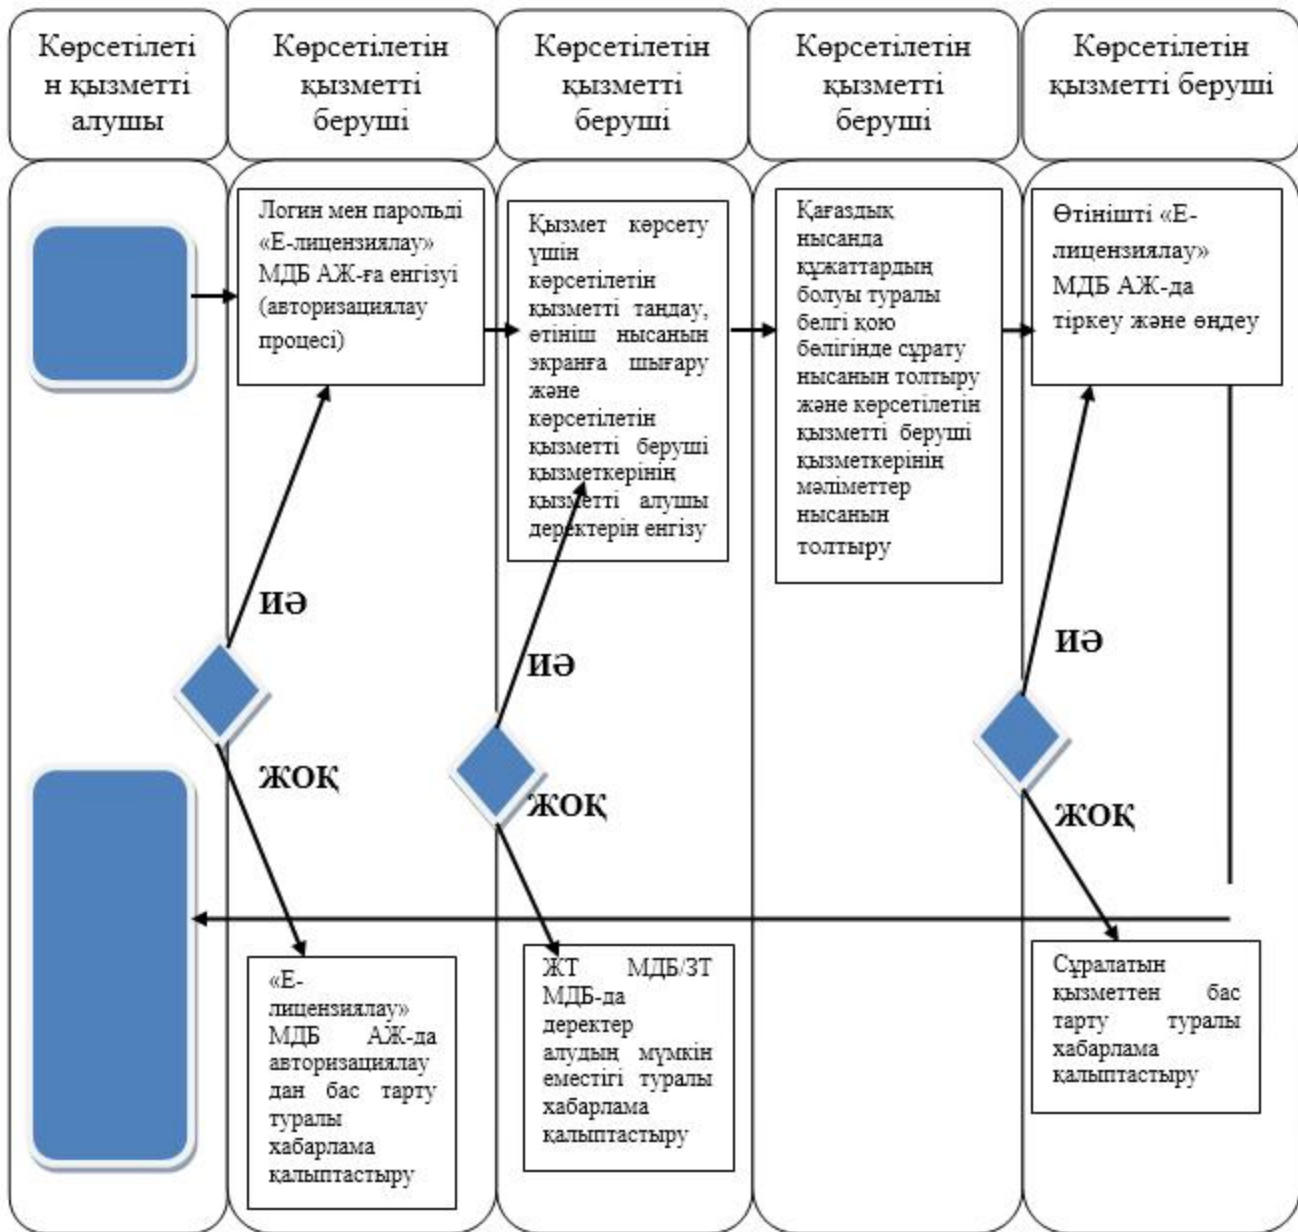 Көрсетілеті
н қызметті
алушы
Көрсетілетін
қызметті
беруші
Көрсетілетін
қызметті
беруші
Көрсетілетін
қызметті
беруші
Көрсетілетін
қызметті беруші
Логин мен парольді
«Е-лицензиялау»
МДБ АЖ-ға енгізуі
(авторизациялау
процесі)
Қызмет көрсету
үшін
көрсетілетін
қызметті таңдау,
өтініш нысанын
экранға шығару
және
көрсетілетін
қызметті беруші
қызметкерінің
қызметті алушы
деректерін енгізу
Қағаздық
нысанда
құжаттардың
болуы туралы
белгі қою
бөлігінде сұрату
нысанын толтыру
және көрсетілетін
қызметті беруші
қызметкерінің
мәліметтер
нысанын
толтыру
Өтінішті «Е-
лицензиялау»
МДБ АЖ-да
тіркеу және өңдеу
ИӘ
ИӘ
ИӘ
ЖОҚ
ЖОҚ
ЖОҚ
«Е-
лицензиялау»
МДБ АЖ-да
авторизациялау
дан бас тарту
туралы
хабарлама
қалыптастыру
ЖТ МДБ/ЗТ
МДБ-да
деректер
алудың мүмкін
еместігі туралы
хабарлама
қалыптастыру
Сұралатын
қызметтен бас
тарту туралы
хабарлама
қалыптастыру